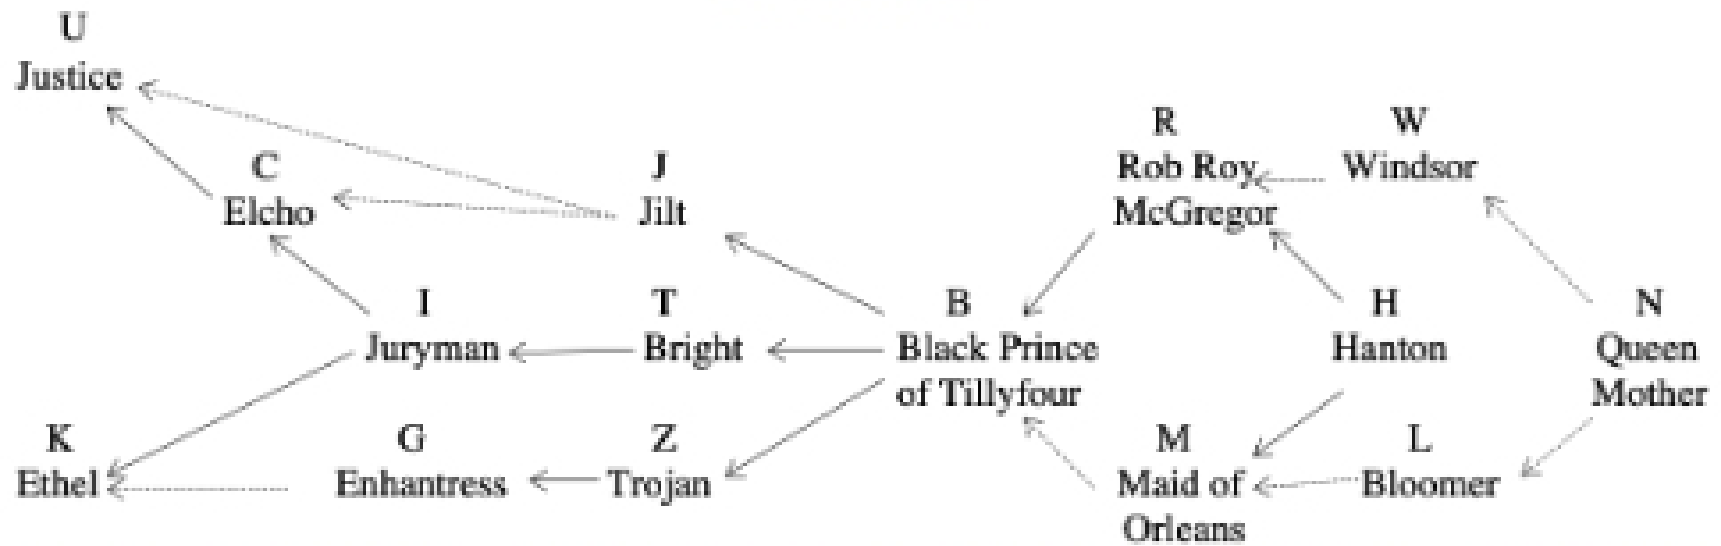 U
Justice
C
Elcho
J
Jilt
R
Rob Roy
McGregor
W
Windsor
I
Juryman
T
Bright
B
Black Prince
of Tillyfour
H
Hanton
N
Queen
Mother
K
Ethel
G
Enhantress
Z
Trojan
M
Maid of
Orleans
L
Bloomer